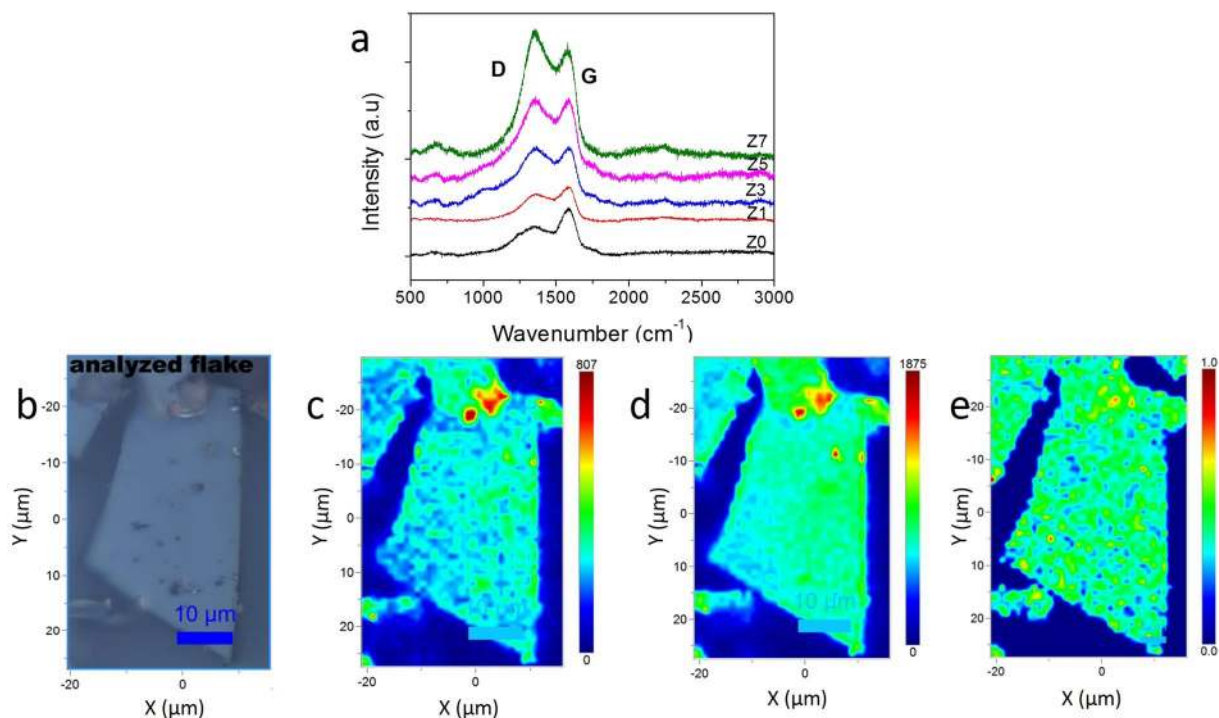 a
D
G
Intensity (a.u)
Z7
Z5
Z3
Z1
Z0
500 1000 1500 2000 2500 3000
Wavenumber (cm-1)
b
analyzed flake
-20
-10
0
10
20
10 µm
Y (µm)
-20 0
X (µm)
c
807
0
-20
-10
0
10
20
Y (µm)
-20 0
X (µm)
d
1875
0
-20
-10
0
10
20
Y (µm)
-20 0
X (µm)
e
1.0
0.0
-20
-10
0
10
20
Y (µm)
-20 0
X (µm)